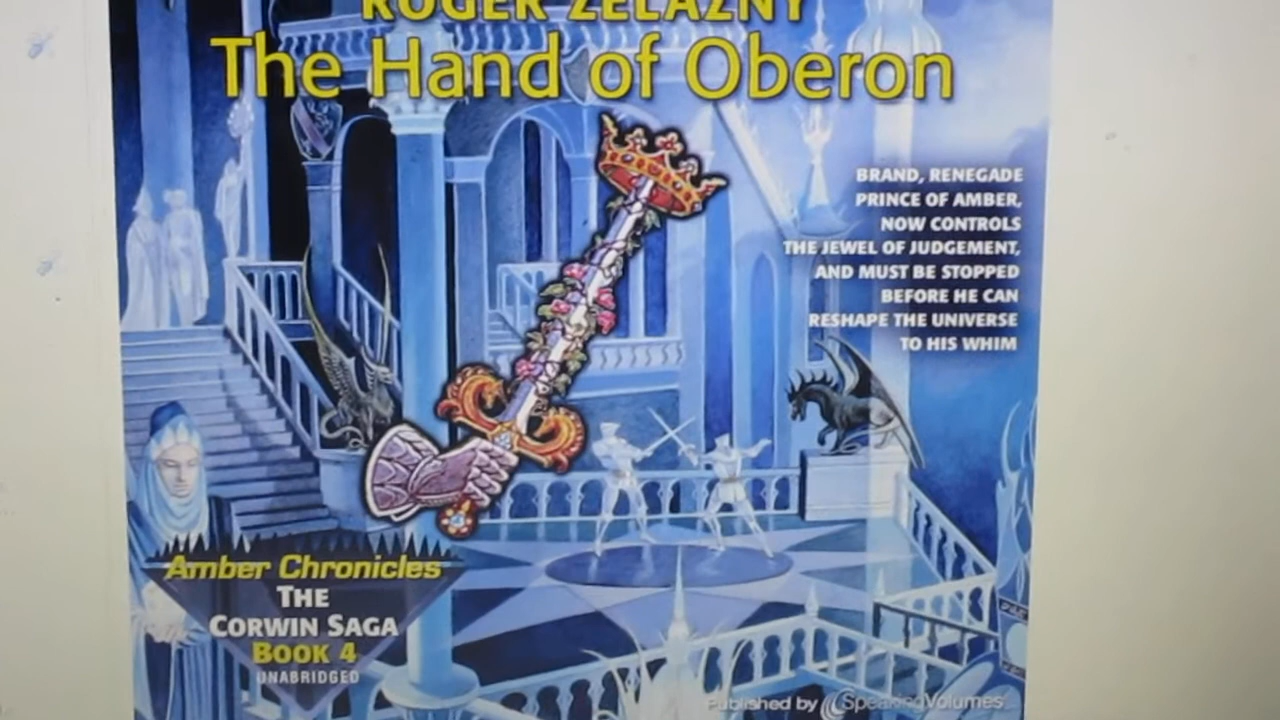 ROGER ZELAZNY
The Hand of Oberon
BRAND, RENEGADE
PRINCE OF AMBER,
NOW CONTROLS
THE JEWEL OF JUDGEMENT,
AND MUST BE STOPPED
BEFORE HE CAN
RESHAPE THE UNIVERSE
TO HIS WHIM
Amber Chronicles
THE
CORWIN SAGA
BOOK 4
UNABRIDGED
Published by SpeakingVolumes